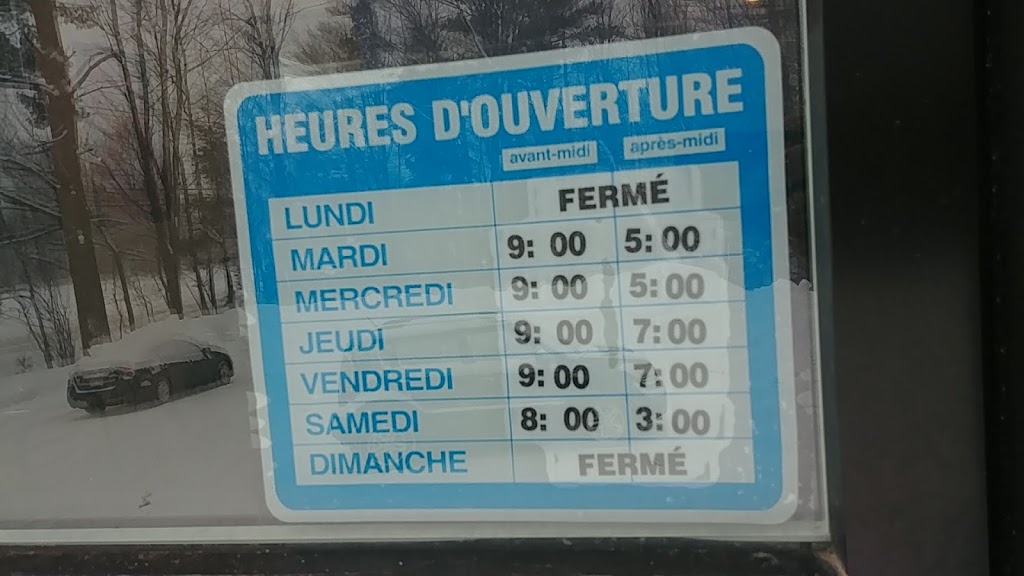 HEURES D'OUVERTURE
avant-midi après-midi
LUNDI FERMÉ
MARDI 9: 00 5: 00
MERCREDI 9: 00 5: 00
JEUDI 9: 00 7: 00
VENDREDI 9: 00 7: 00
SAMEDI 8: 00 3: 00
DIMANCHE FERMÉ